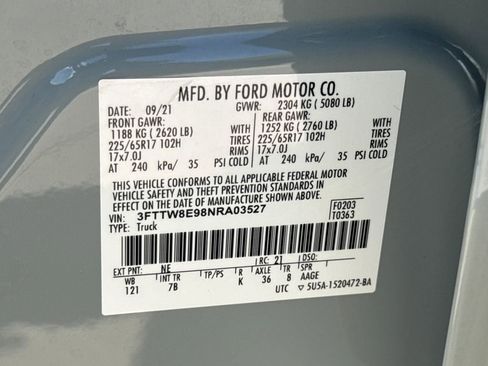 MFD. BY FORD MOTOR CO.
DATE: 09/21 GVWR: 2304 KG ( 5080 LB)
FRONT GAWR: REAR GAWR:
1188 KG ( 2620 LB) WITH 1252 KG ( 2760 LB) WITH
225/65R17 102H TIRES 225/65R17 102H TIRES
17x7.0J RIMS 17x7.0J RIMS
AT 240 kPa/ 35 PSI COLD AT 240 kPa/ 35 PSI COLD
THIS VEHICLE CONFORMS TO ALL APPLICABLE FEDERAL MOTOR
VEHICLE SAFETY AND THEFT PREVENTION STANDARDS IN
EFFECT ON THE DATE OF MANUFACTURE SHOWN ABOVE.
VIN: 3FTTW8E98NRA03527 F0203
TYPE: Truck T0363
EXT PNT: NE RC: 21 DSO:
WB INT TR TP/PS R AXLE TR SPR
121 7B K 36 8 AAGE
UTC ▽ 5U5A-1520472-BA